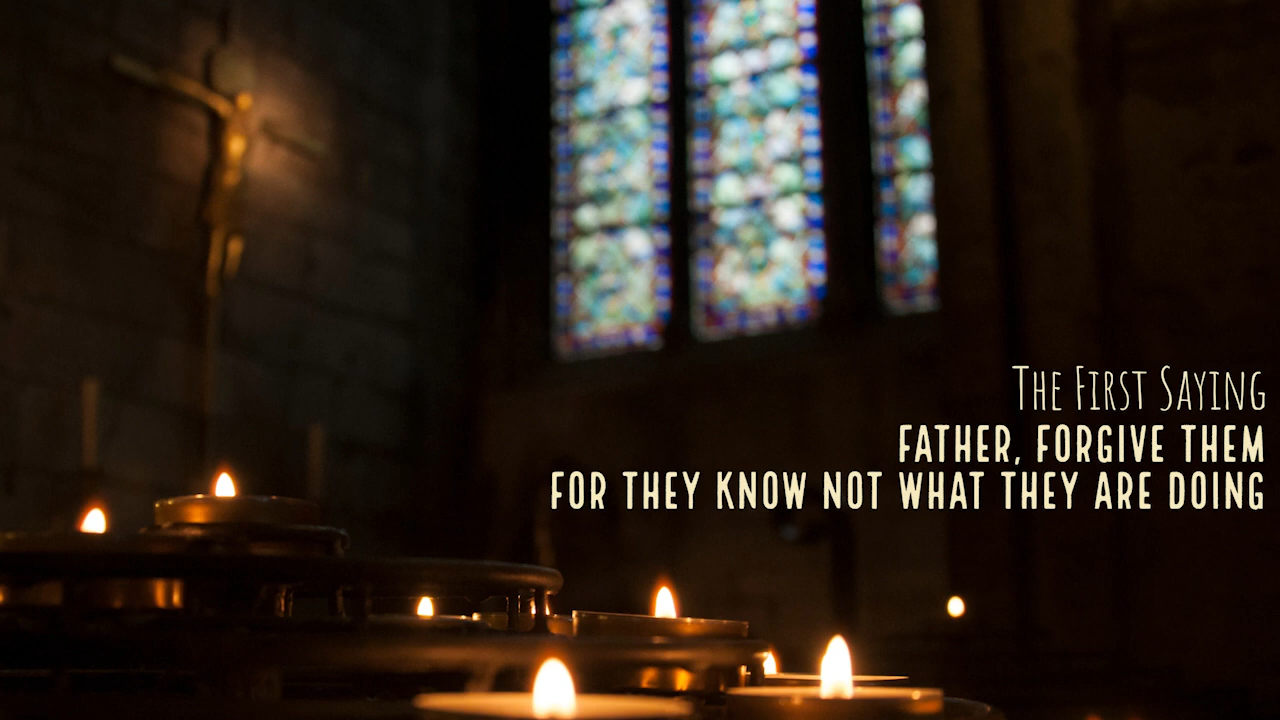 The First Saying
FATHER, FORGIVE THEM
FOR THEY KNOW NOT WHAT THEY ARE DOING